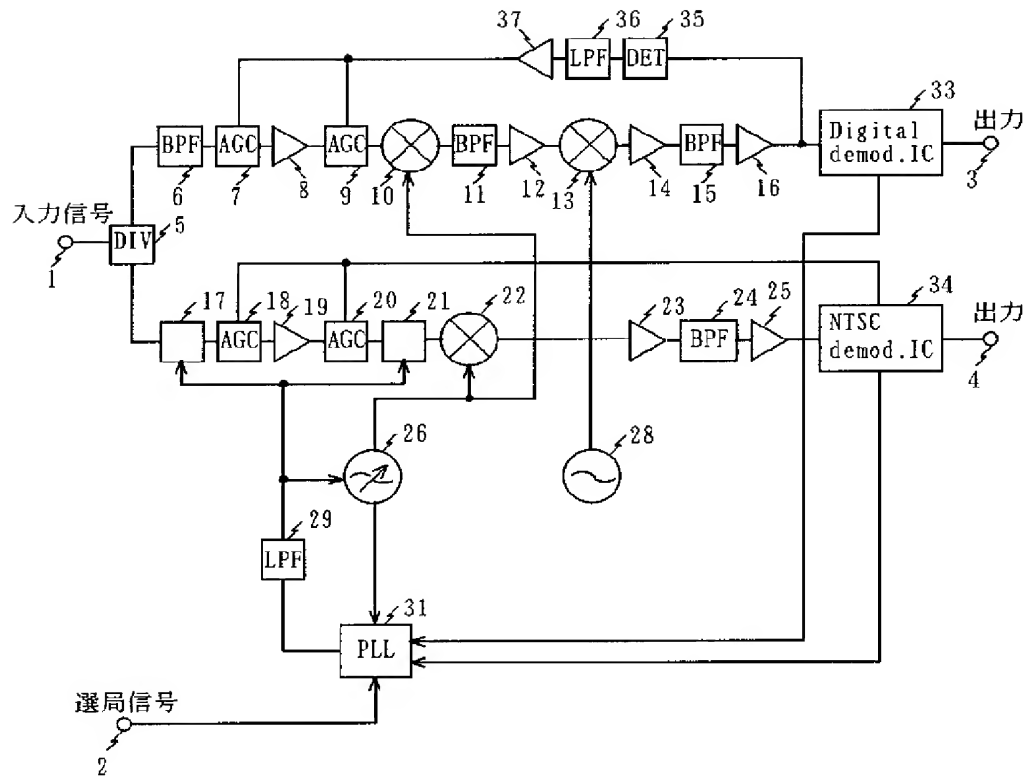 37
36
35
LPF
DET
33
出力
Digital
demod.IC
3
BPF
AGC
AGC
BPF
BPF
6
7
8
9
10
11
12
13
14
15
16
入力信号
5
DIV
1
17
18
19
20
21
22
23
24
25
34
出力
AGC
AGC
BPF
NTSC
demod.IC
4
26
28
29
LPF
31
PLL
選局信号
2